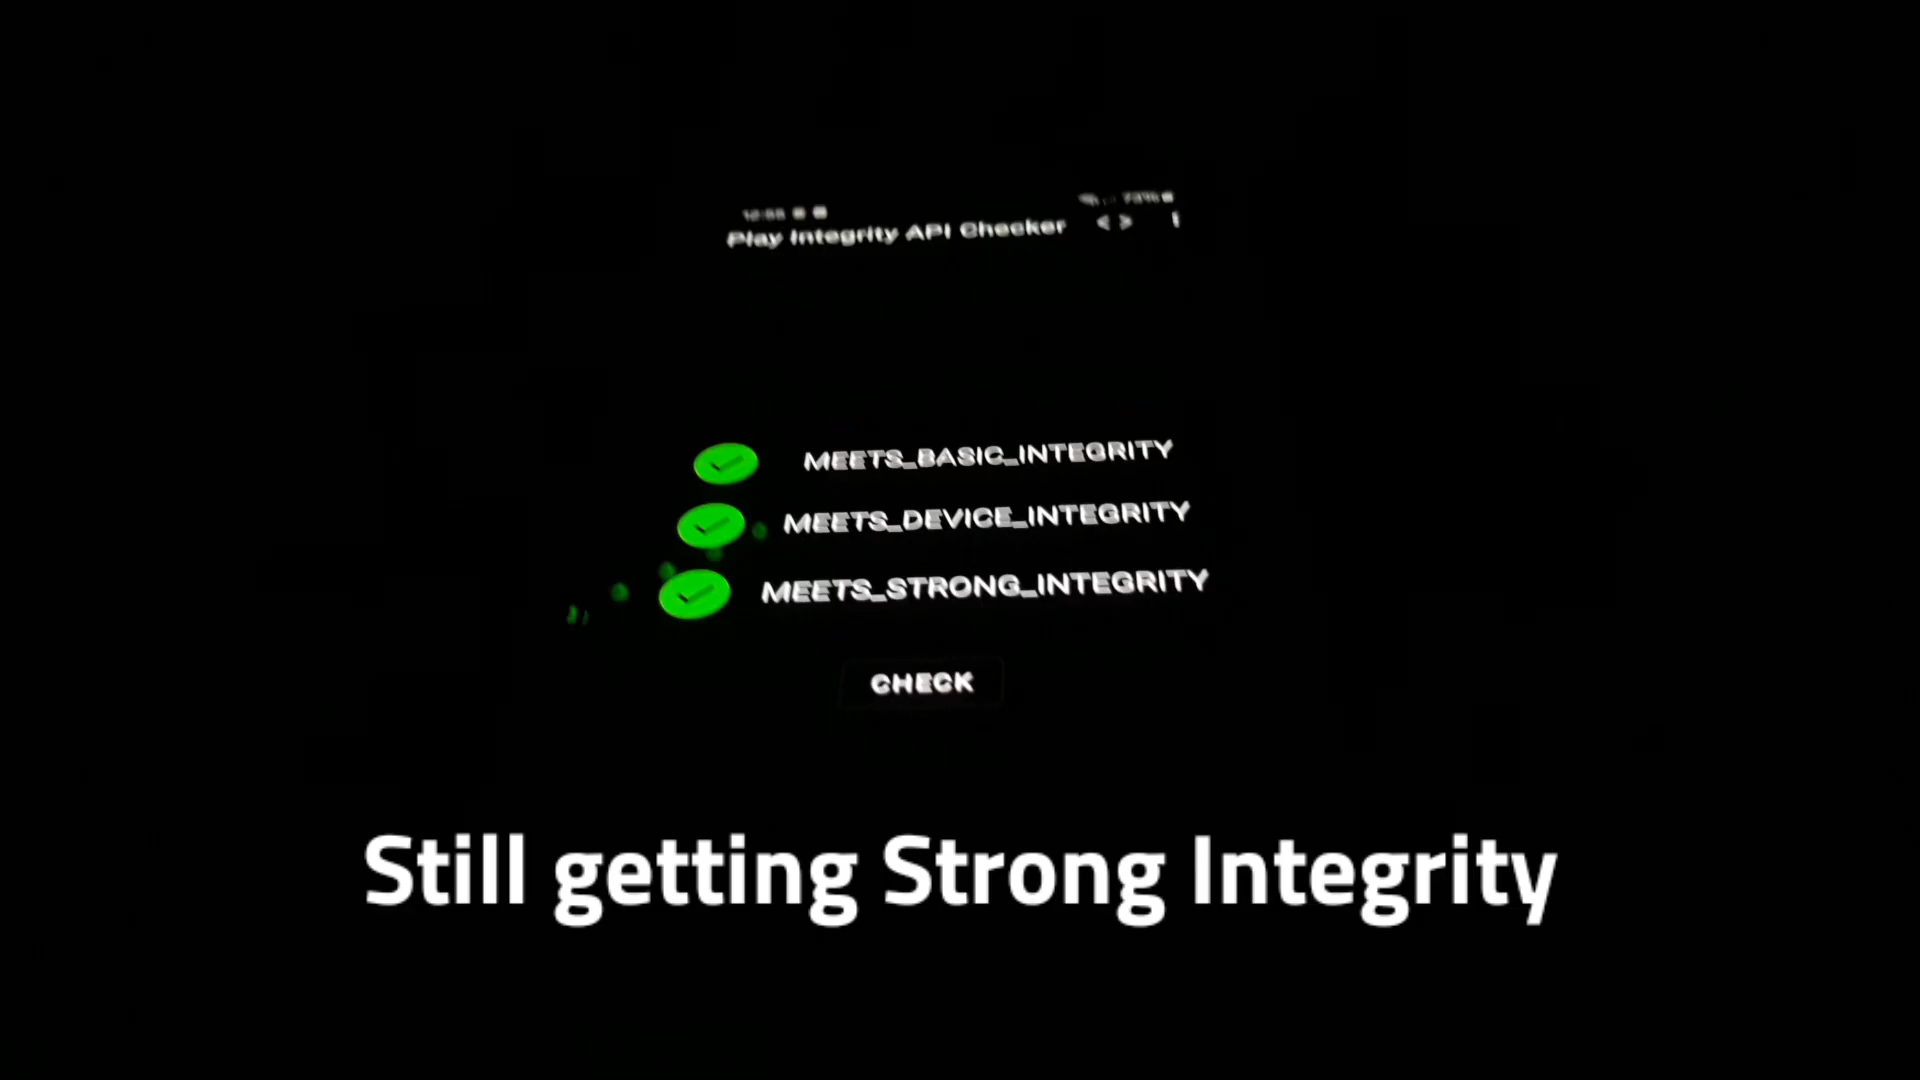 Play Integrity API Checker < >
MEETS_BASIC_INTEGRITY
MEETS_DEVICE_INTEGRITY
MEETS_STRONG_INTEGRITY
CHECK
Still getting Strong Integrity